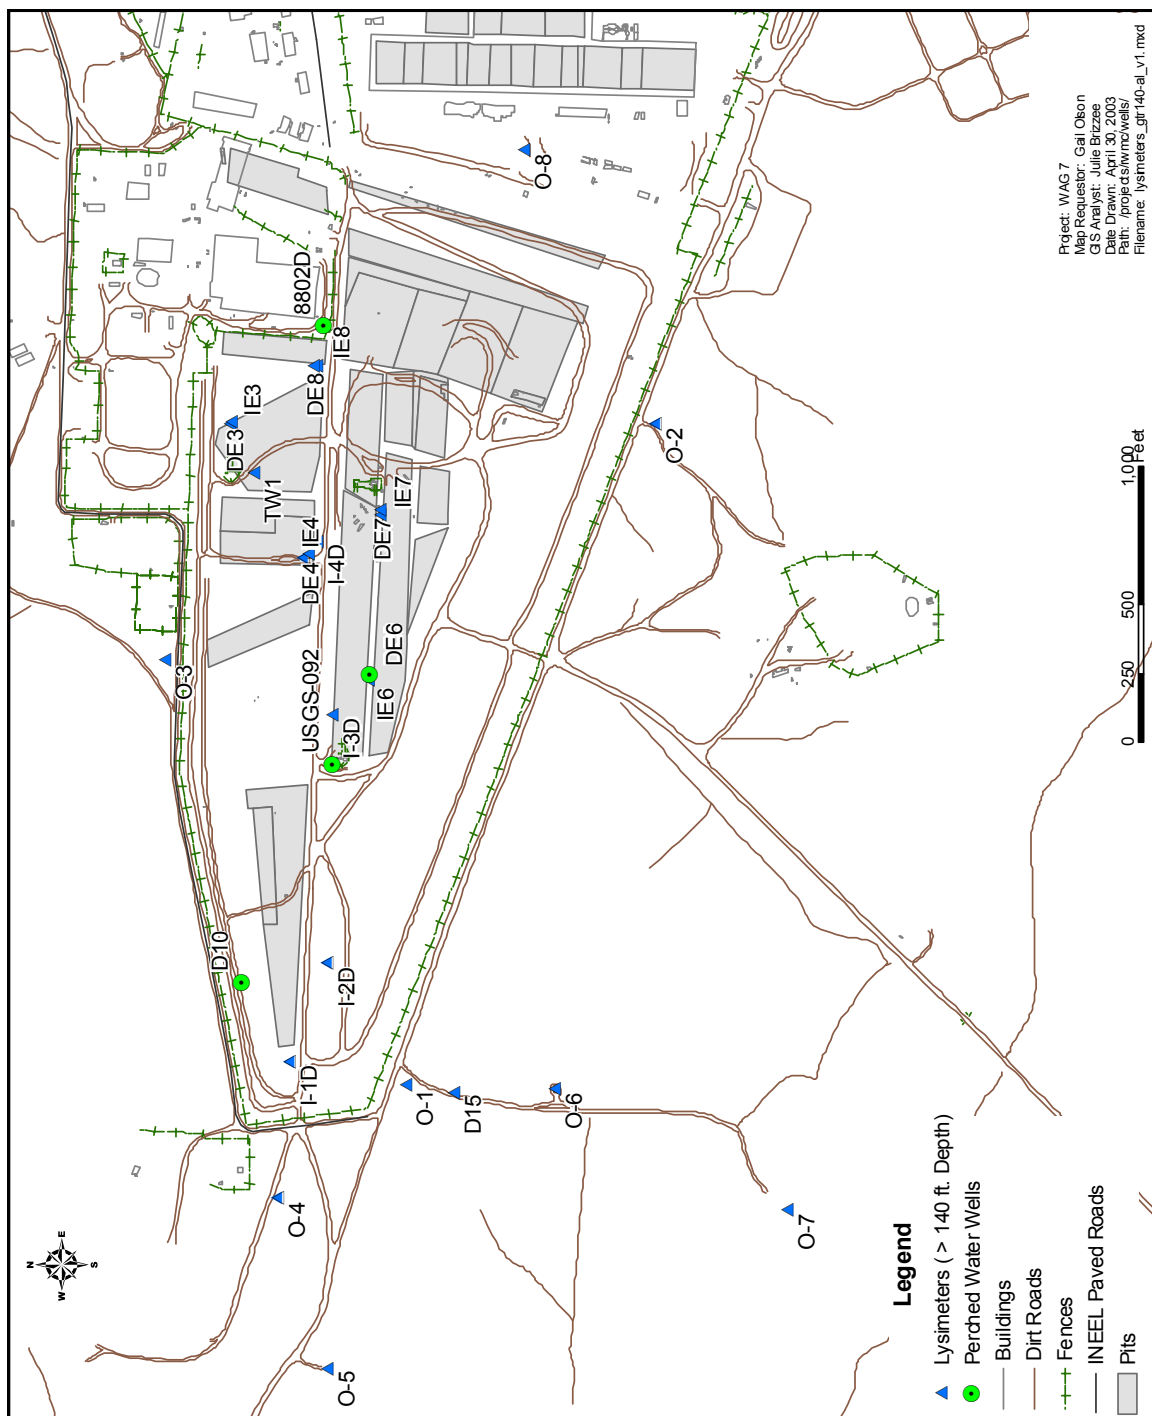 8802D
IE8
DE8
IE3
DE3
TW1
IE4
DE4
I-4D
IE7
DE7
DE6
IE6
USGS-092
I-3D
O-3
D10
I-2D
I-1D
O-1
D15
O-6
O-4
O-5
O-7
O-2
O-8
N
E
S
W
Legend
Lysimeters ( > 140 ft. Depth)
Perched Water Wells
Buildings
Dirt Roads
Fences
INEEL Paved Roads
Pits
0 250 500 1,000
Feet
Project: WAG 7
Map Requestor: Gail Olson
GIS Analyst: Julie Brizzee
Date Drawn: April 30, 2003
Path: /projects/rwmc/wells/
Filename: lysimeters_gtr140-al_v1.mxd